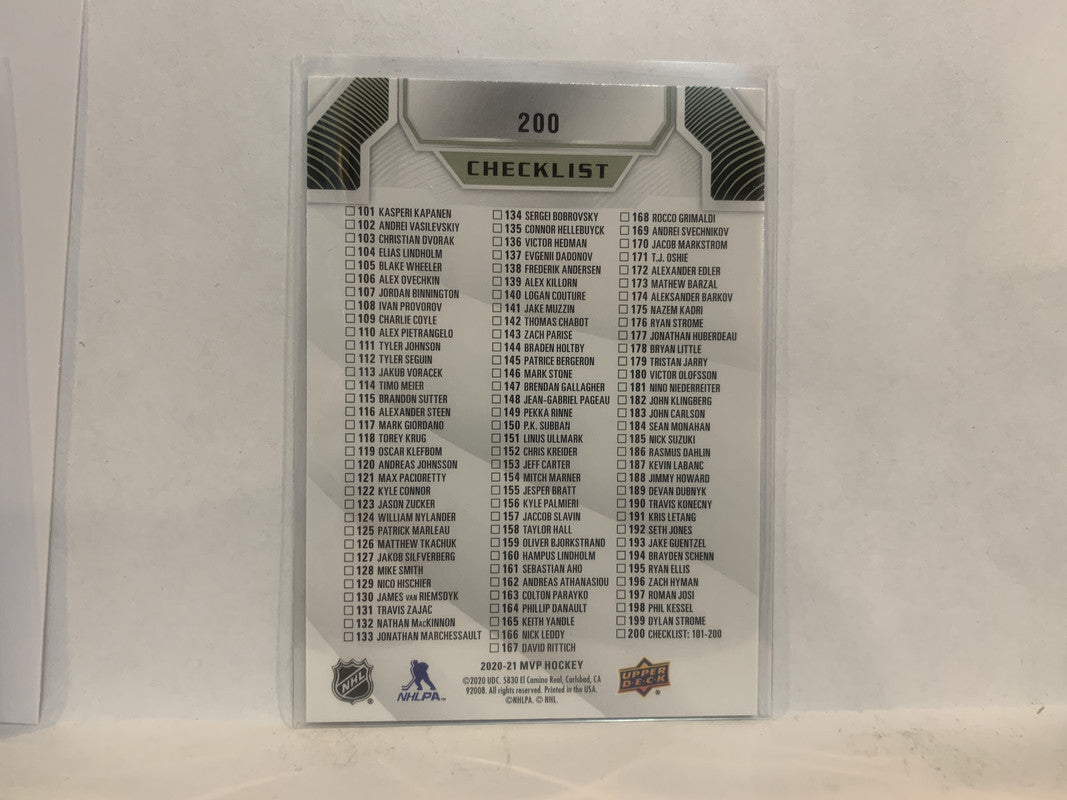 200
CHECKLIST
101 KASPERI KAPANEN
102 ANDREI VASILEVSKIY
103 CHRISTIAN DVORAK
104 ELIAS LINDHOLM
105 BLAKE WHEELER
106 ALEX OVECHKIN
107 JORDAN BINNINGTON
108 IVAN PROVOROV
109 CHARLIE COYLE
110 ALEX PIETRANGELO
111 TYLER JOHNSON
112 TYLER SEGUIN
113 JAKUB VORACEK
114 TIMO MEIER
115 BRANDON SUTTER
116 ALEXANDER STEEN
117 MARK GIORDANO
118 TOREY KRUG
119 OSCAR KLEFBOM
120 ANDREAS JOHNSSON
121 MAX PACIORETTY
122 KYLE CONNOR
123 JASON ZUCKER
124 WILLIAM NYLANDER
125 PATRICK MARLEAU
126 MATTHEW TKACHUK
127 JAKOB SILFVERBERG
128 MIKE SMITH
129 NICO HISCHIER
130 JAMES VAN RIEMSDYK
131 TRAVIS ZAJAC
132 NATHAN MacKINNON
133 JONATHAN MARCHESSAULT
134 SERGEI BOBROVSKY
135 CONNOR HELLEBUYCK
136 VICTOR HEDMAN
137 EVGENII DADONOV
138 FREDERIK ANDERSEN
139 ALEX KILLORN
140 LOGAN COUTURE
141 JAKE MUZZIN
142 THOMAS CHABOT
143 ZACH PARISE
144 BRADEN HOLTBY
145 PATRICE BERGERON
146 MARK STONE
147 BRENDAN GALLAGHER
148 JEAN-GABRIEL PAGEAU
149 PEKKA RINNE
150 P.K. SUBBAN
151 LINUS ULLMARK
152 CHRIS KREIDER
153 JEFF CARTER
154 MITCH MARNER
155 JESPER BRATT
156 KYLE PALMIERI
157 JACCOB SLAVIN
158 TAYLOR HALL
159 OLIVER BJORKSTRAND
160 HAMPUS LINDHOLM
161 SEBASTIAN AHO
162 ANDREAS ATHANASIOU
163 COLTON PARAYKO
164 PHILLIP DANAULT
165 KEITH YANDLE
166 NICK LEDDY
167 DAVID RITTICH
168 ROCCO GRIMALDI
169 ANDREI SVECHNIKOV
170 JACOB MARKSTROM
171 T.J. OSHIE
172 ALEXANDER EDLER
173 MATHEW BARZAL
174 ALEKSANDER BARKOV
175 NAZEM KADRI
176 RYAN STROME
177 JONATHAN HUBERDEAU
178 BRYAN LITTLE
179 TRISTAN JARRY
180 VICTOR OLOFSSON
181 NINO NIEDERREITER
182 JOHN KLINGBERG
183 JOHN CARLSON
184 SEAN MONAHAN
185 NICK SUZUKI
186 RASMUS DAHLIN
187 KEVIN LABANC
188 JIMMY HOWARD
189 DEVAN DUBNYK
190 TRAVIS KONECNY
191 KRIS LETANG
192 SETH JONES
193 JAKE GUENTZEL
194 BRAYDEN SCHENN
195 RYAN ELLIS
196 ZACH HYMAN
197 ROMAN JOSI
198 PHIL KESSEL
199 DYLAN STROME
200 CHECKLIST: 101-200
2020-21 MVP HOCKEY
©2020 UDC. 5830 El Camino Real, Carlsbad, CA
92008. All rights reserved. Printed in the USA.
©NHLPA. © NHL.
NHL
NHLPA
UPPER
DECK